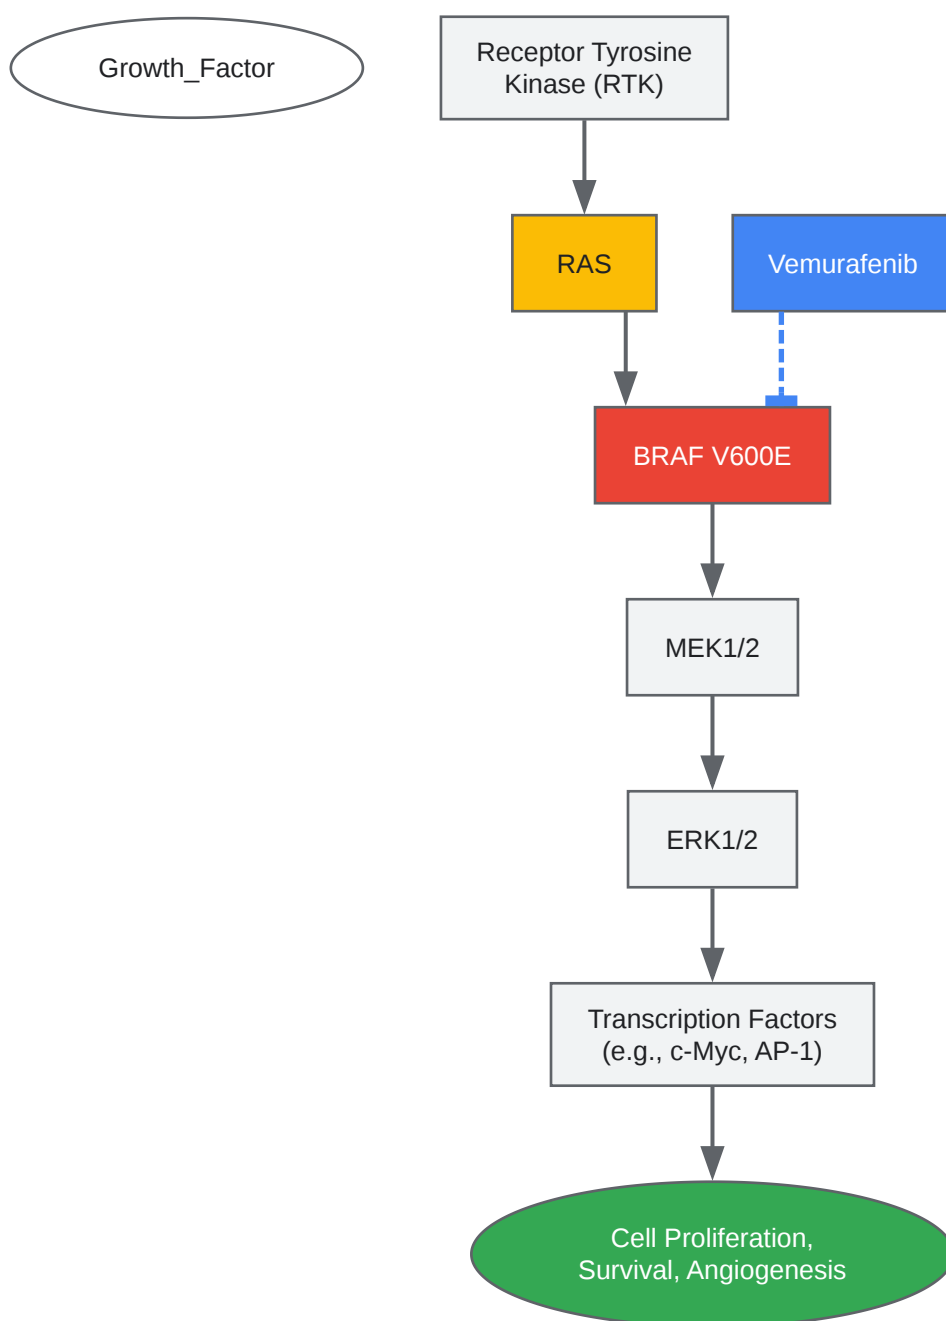 Growth_Factor
Receptor Tyrosine
Kinase (RTK)
RAS
Vemurafenib
BRAF V600E
MEK1/2
ERK1/2
Transcription Factors
(e.g., c-Myc, AP-1)
Cell Proliferation,
Survival, Angiogenesis